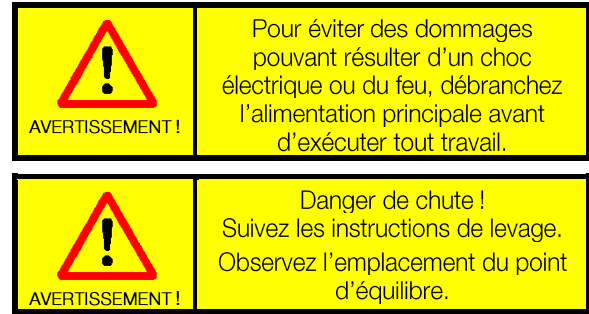 AVERTISSEMENT !
Pour éviter des dommages
pouvant résulter d'un choc
électrique ou du feu, débranchez
l'alimentation principale avant
d'exécuter tout travail.
AVERTISSEMENT !
Danger de chute !
Suivez les instructions de levage.
Observez l'emplacement du point
d'équilibre.